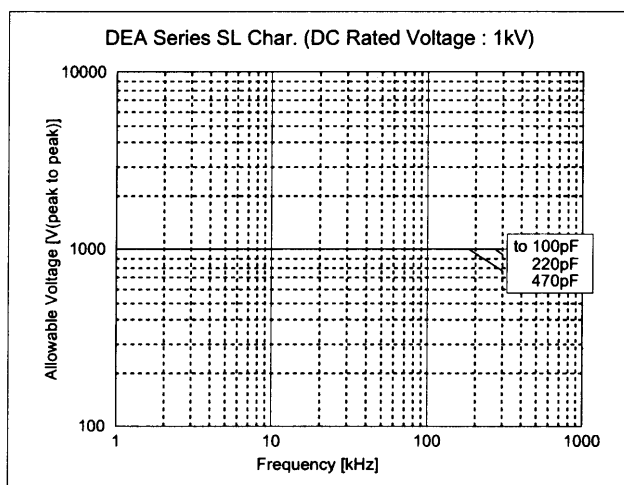 DEA Series SL Char. (DC Rated Voltage : 1kV)
10000
1000
100
Allowable Voltage [V(peak to peak)]
to 100pF
220pF
470pF
1
10
100
1000
Frequency [kHz]